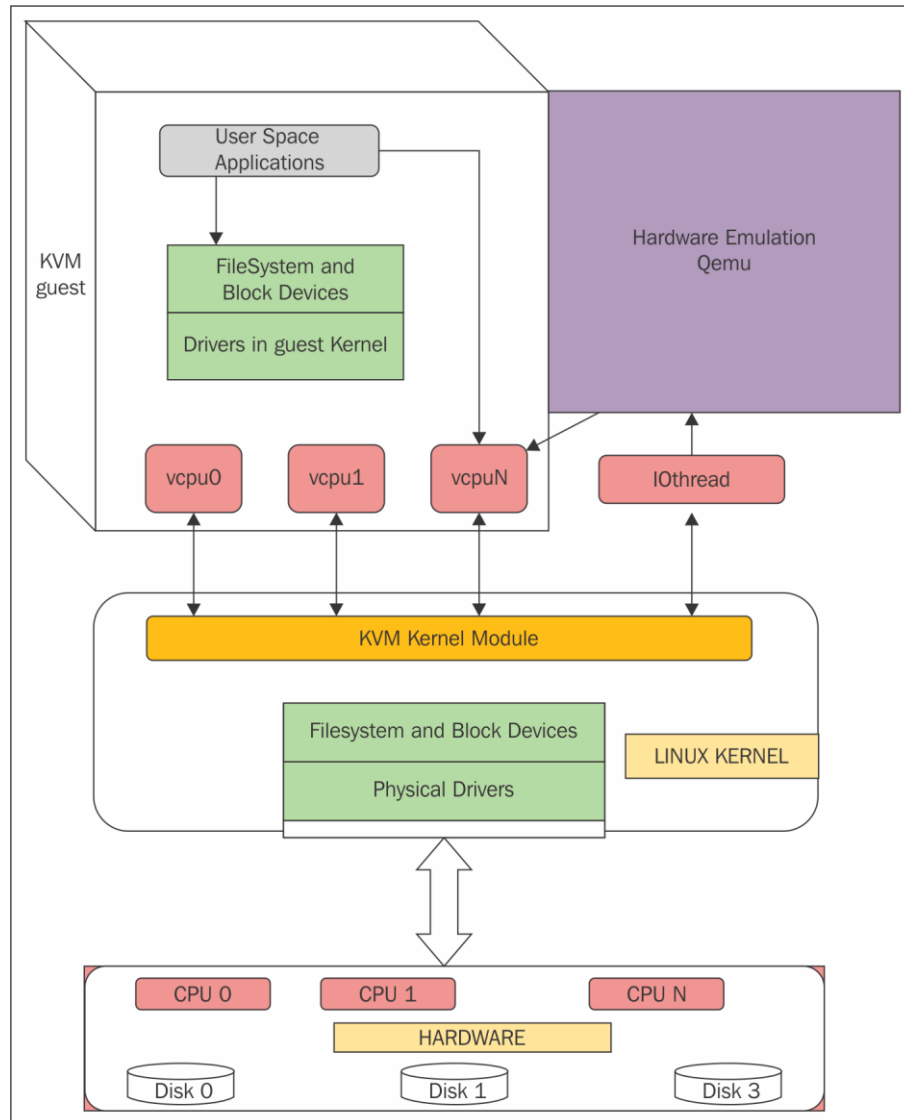 User Space
Applications
Hardware Emulation
Qemu
KVM
guest
FileSystem and
Block Devices
Drivers in guest Kernel
vcpu0
vcpu1
vcpuN
IOthread
KVM Kernel Module
Filesystem and Block Devices
LINUX KERNEL
Physical Drivers
CPU 0
CPU 1
CPU N
HARDWARE
Disk 0
Disk 1
Disk 3